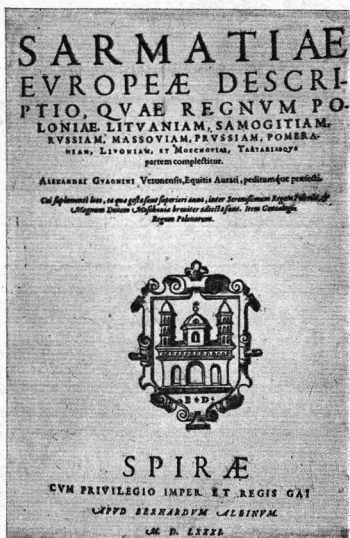 SARMATIAE
EVROPEÆ DESCRI-
PTIO, QVAE REGNVM PO-
LONIAE, LITVANIAM, SAMOGITIAM,
RVSSIAM, MASSOVIAM, PRVSSIAM, POMERA-
NIAM, LIVONIAM, ET MOSCHOVIAE, TARTARIAEQVE
partem complectitur.
ALEXANDRI GVAGNINI Veronensis, Equitis Aurati, peditumque præfecti.
Cui suplementi loco, ea quæ gesta sunt superiori anno, inter Serenissimum Regem Poloniæ, &
Magnum Ducem Moschoviæ breviter adiecta sunt. Item Genealogia
Regum Polonorum.
B D
SPIRÆ
CVM PRIVILEGIO IMPER. ET REGIS GAL
APVD BERNARDVM ALBINVM.
M. D. LXXXI.